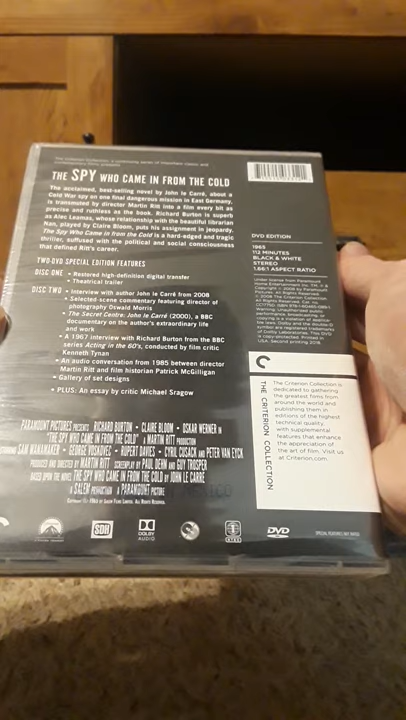 THE SPY WHO CAME IN FROM THE COLD
The acclaimed, best-selling novel by John le Carré, about a
Cold War spy on one final dangerous mission in East Germany,
is transmuted by director Martin Ritt into a film every bit as
precise and ruthless as the book. Richard Burton is superb
as Alec Leamas, whose relationship with the beautiful librarian
Nan, played by Claire Bloom, puts his assignment in jeopardy.
The Spy Who Came in from the Cold is a hard-edged and tragic
thriller, suffused with the political and social consciousness
that defined Ritt's career.
TWO-DVD SPECIAL FEATURES
DISC ONE • Restored high-definition digital transfer
• Theatrical trailer
DISC TWO • Interview with author John le Carré from 2008
• Selected-scene commentary featuring director of
photography Oswald Morris
• The Secret Centre: John le Carré (2000), a BBC
documentary on the author's extraordinary life
and work
• A 1967 interview with Richard Burton from the BBC
series Acting in the 60's, conducted by film critic
Kenneth Tynan
• An audio conversation from 1985 between director
Martin Ritt and film historian Patrick McGilligan
• Gallery of set designs
• PLUS: An essay by critic Michael Sragow
DVD EDITION
1965
112 MINUTES
BLACK & WHITE
STEREO
1.66:1 ASPECT RATIO
Under license from Paramount
THE CRITERION COLLECTION
The Criterion Collection is
dedicated to gathering
the greatest films from
around the world and
publishing them in
editions of the highest
technical quality,
with supplemental
features that enhance
the appreciation of
the art of film. Visit us
at Criterion.com.
PARAMOUNT PICTURES PRESENTS RICHARD BURTON • CLAIRE BLOOM • OSKAR WERNER IN
"THE SPY WHO CAME IN FROM THE COLD" A MARTIN RITT PRODUCTION
COSTARRING SAM WANAMAKER • GEORGE VOSKOVEC • RUPERT DAVIES • CYRIL CUSACK AND PETER VAN EYCK
PRODUCED AND DIRECTED BY MARTIN RITT SCREENPLAY BY PAUL DEHN AND GUY TROSPER
BASED UPON THE NOVEL THE SPY WHO CAME IN FROM THE COLD BY JOHN LE CARRÉ
A SALEM PRODUCTION A PARAMOUNT PICTURE
MEXICO
SDH
DOLBY
AUDIO
DVD